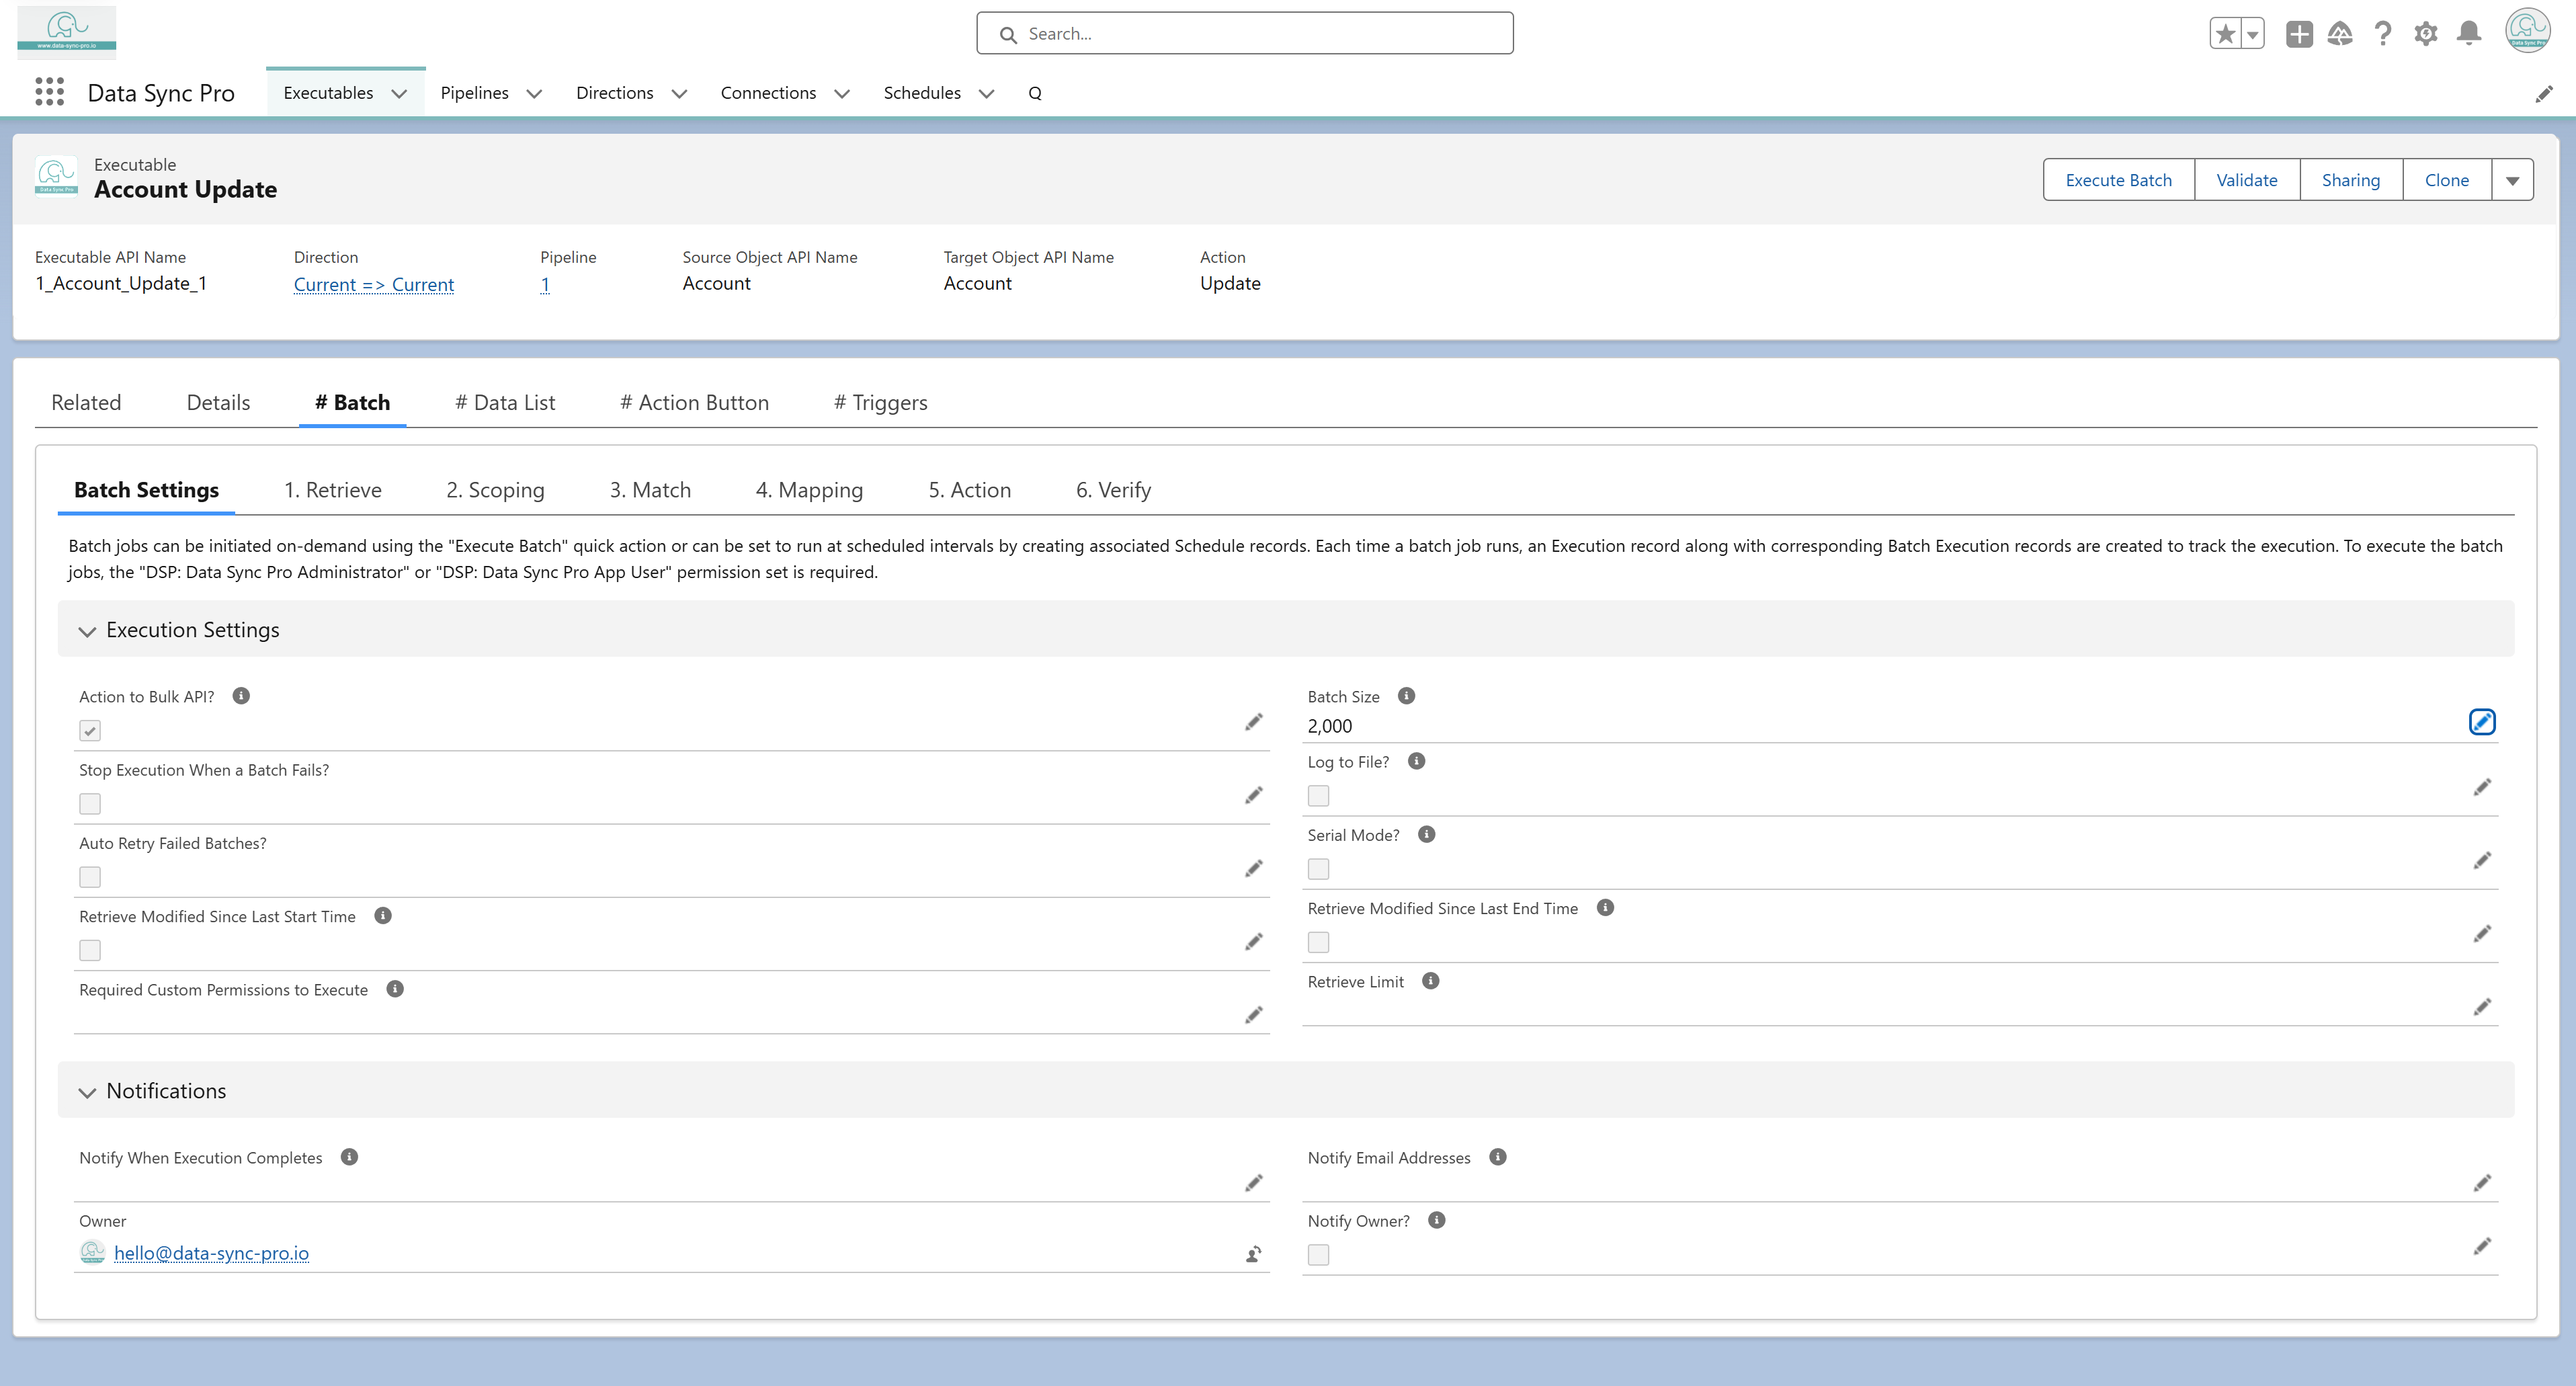 www.data-sync-pro.io
Search...
Data Sync Pro
Data Sync Pro
Executables
Pipelines
Directions
Connections
Schedules
Q
Data Sync Pro
Executable
Account Update
Execute Batch
Validate
Sharing
Clone
Executable API Name
1_Account_Update_1
Direction
Current => Current
Pipeline
1
Source Object API Name
Account
Target Object API Name
Account
Action
Update
Related
Details
# Batch
# Data List
# Action Button
# Triggers
Batch Settings
1. Retrieve
2. Scoping
3. Match
4. Mapping
5. Action
6. Verify
Batch jobs can be initiated on-demand using the "Execute Batch" quick action or can be set to run at scheduled intervals by creating associated Schedule records. Each time a batch job runs, an Execution record along with corresponding Batch Execution records are created to track the execution. To execute the batch
jobs, the "DSP: Data Sync Pro Administrator" or "DSP: Data Sync Pro App User" permission set is required.
Execution Settings
Action to Bulk API?
Batch Size
2,000
Stop Execution When a Batch Fails?
Log to File?
Auto Retry Failed Batches?
Serial Mode?
Retrieve Modified Since Last Start Time
Retrieve Modified Since Last End Time
Required Custom Permissions to Execute
Retrieve Limit
Notifications
Notify When Execution Completes
Notify Email Addresses
Owner
hello@data-sync-pro.io
Notify Owner?